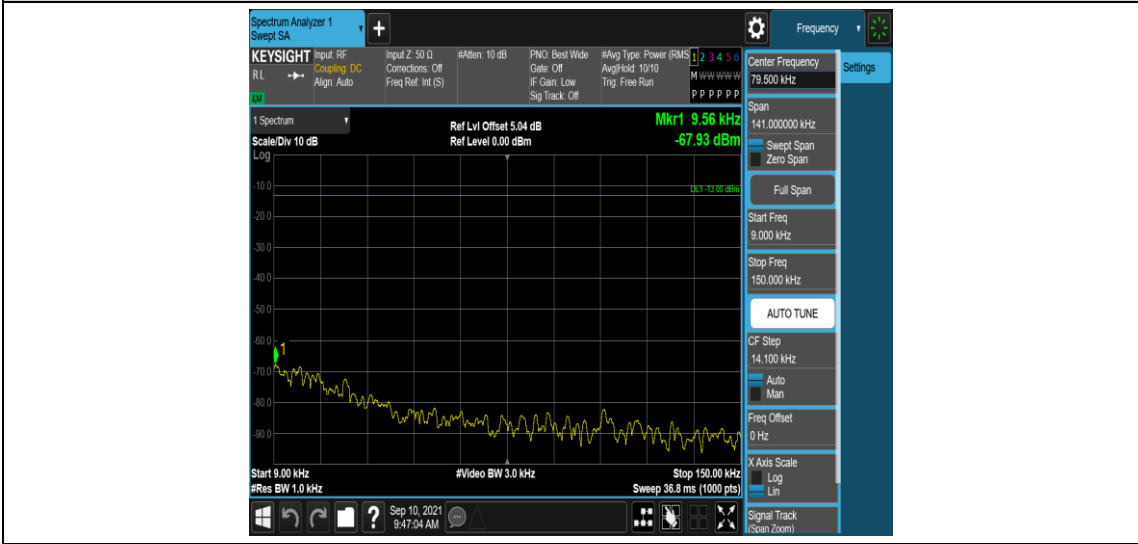 Spectrum Analyzer 1
Swept SA
Frequency
KEYSIGHT
RL
LXI
Input: RF
Coupling: DC
Align: Auto
Input Z: 50 Ω
Corrections: Off
Freq Ref: Int (S)
#Atten: 10 dB
PNO: Best Wide
Gate: Off
IF Gain: Low
Sig Track: Off
#Avg Type: Power (RMS
Avg|Hold: 10/10
Trig: Free Run
1 2 3 4 5 6
M W W W W W
P P P P P P
1 Spectrum
Scale/Div 10 dB
Log
Ref Lvl Offset 5.04 dB
Ref Level 0.00 dBm
Mkr1 9.56 kHz
-67.93 dBm
DL1 -13.00 dBm
-10.0
-20.0
-30.0
-40.0
-50.0
-60.0
1
-70.0
-80.0
-90.0
Start 9.00 kHz
#Video BW 3.0 kHz
Stop 150.00 kHz
#Res BW 1.0 kHz
Sweep 36.8 ms (1000 pts)
?
Sep 10, 2021
9:47:04 AM
Settings
Center Frequency
79.500 kHz
Span
141.000000 kHz
Swept Span
Zero Span
Full Span
Start Freq
9.000 kHz
Stop Freq
150.000 kHz
AUTO TUNE
CF Step
14.100 kHz
Auto
Man
Freq Offset
0 Hz
X Axis Scale
Log
Lin
Signal Track
(Span Zoom)